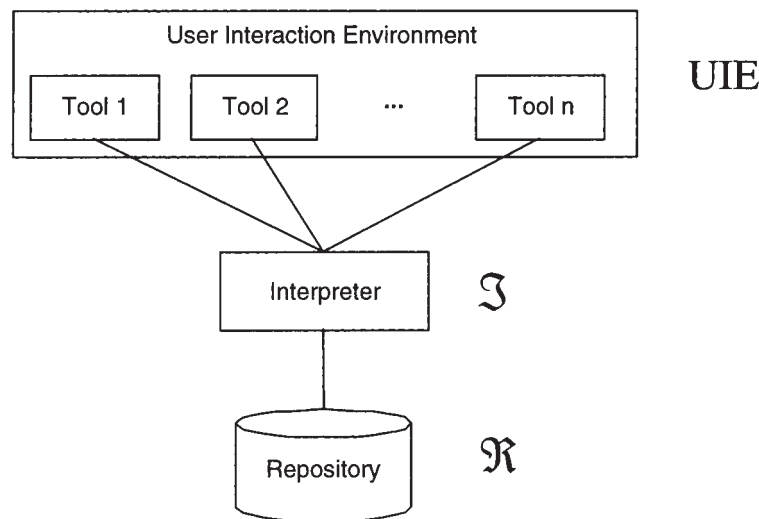 User Interaction Environment
UIE
Tool 1 Tool 2 ... Tool n
Interpreter
ℑ
Repository
ℜ